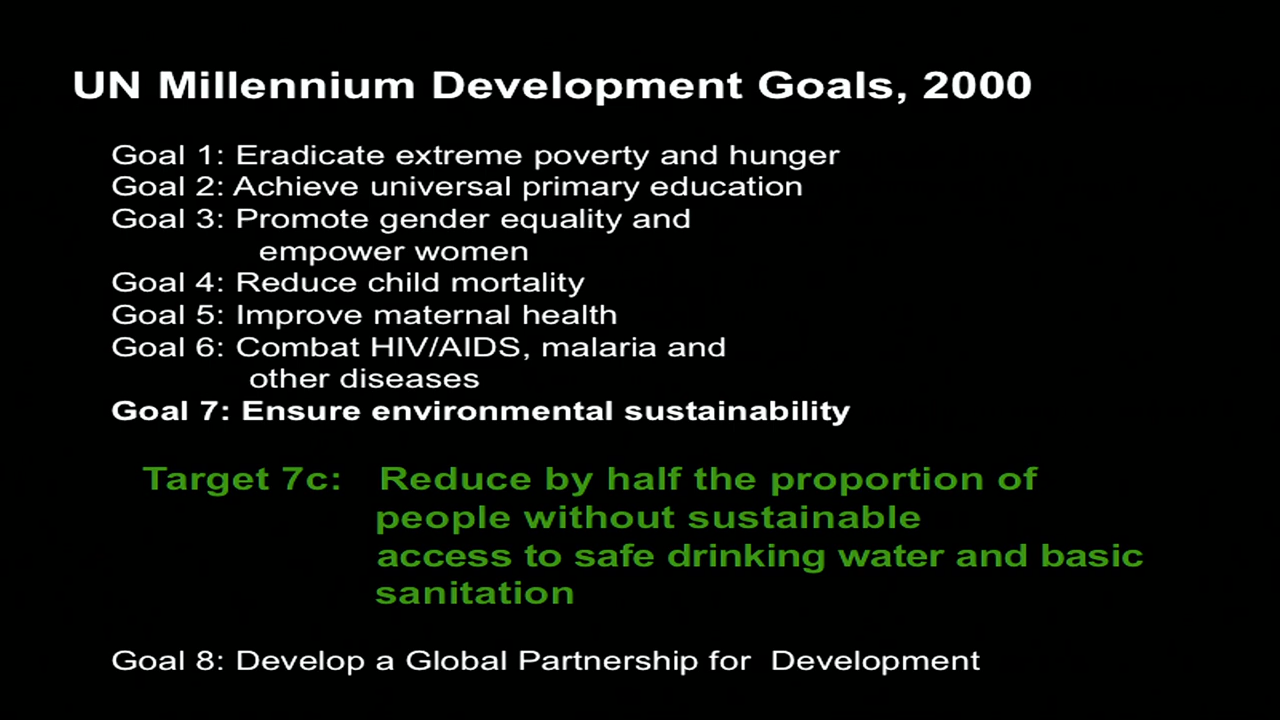 UN Millennium Development Goals, 2000
Goal 1: Eradicate extreme poverty and hunger
Goal 2: Achieve universal primary education
Goal 3: Promote gender equality and
empower women
Goal 4: Reduce child mortality
Goal 5: Improve maternal health
Goal 6: Combat HIV/AIDS, malaria and
other diseases
Goal 7: Ensure environmental sustainability
Target 7c: Reduce by half the proportion of
people without sustainable
access to safe drinking water and basic
sanitation
Goal 8: Develop a Global Partnership for Development